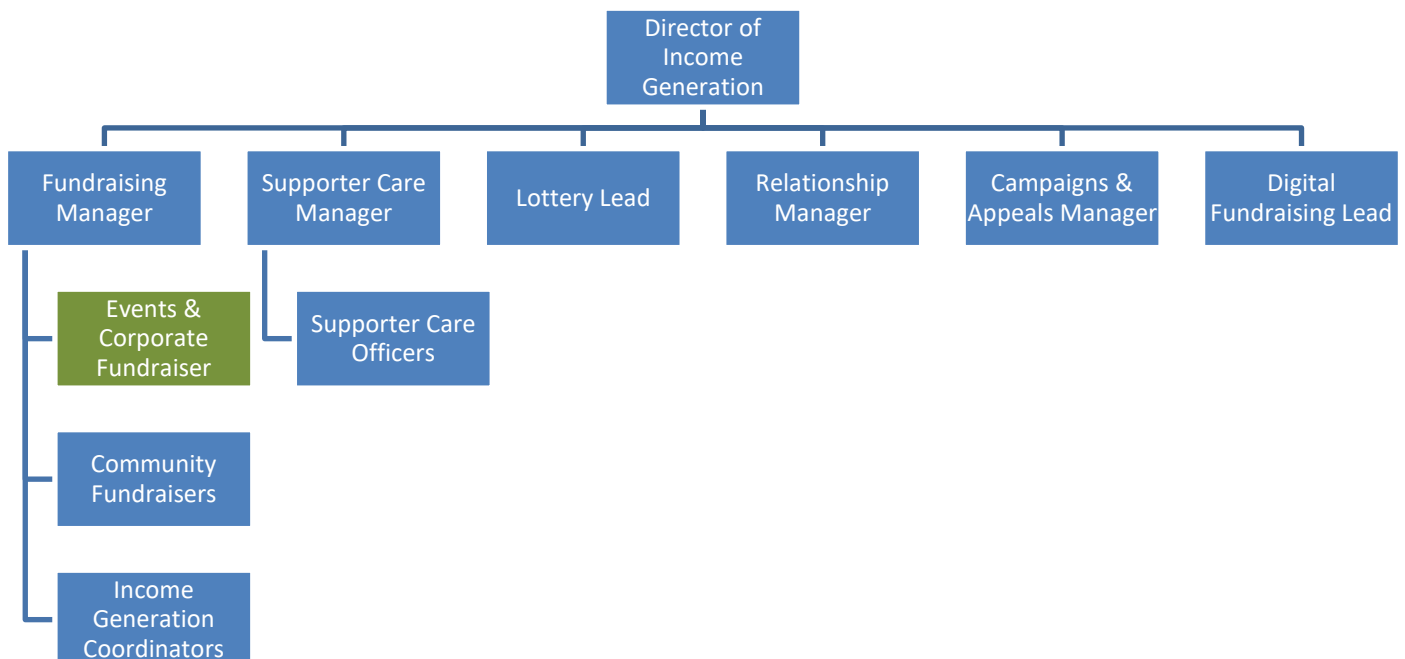 Director of
Income
Generation
Fundraising
Manager
Supporter Care
Manager
Lottery Lead
Relationship
Manager
Campaigns &
Appeals Manager
Digital
Fundraising Lead
Events &
Corporate
Fundraiser
Supporter Care
Officers
Community
Fundraisers
Income
Generation
Coordinators